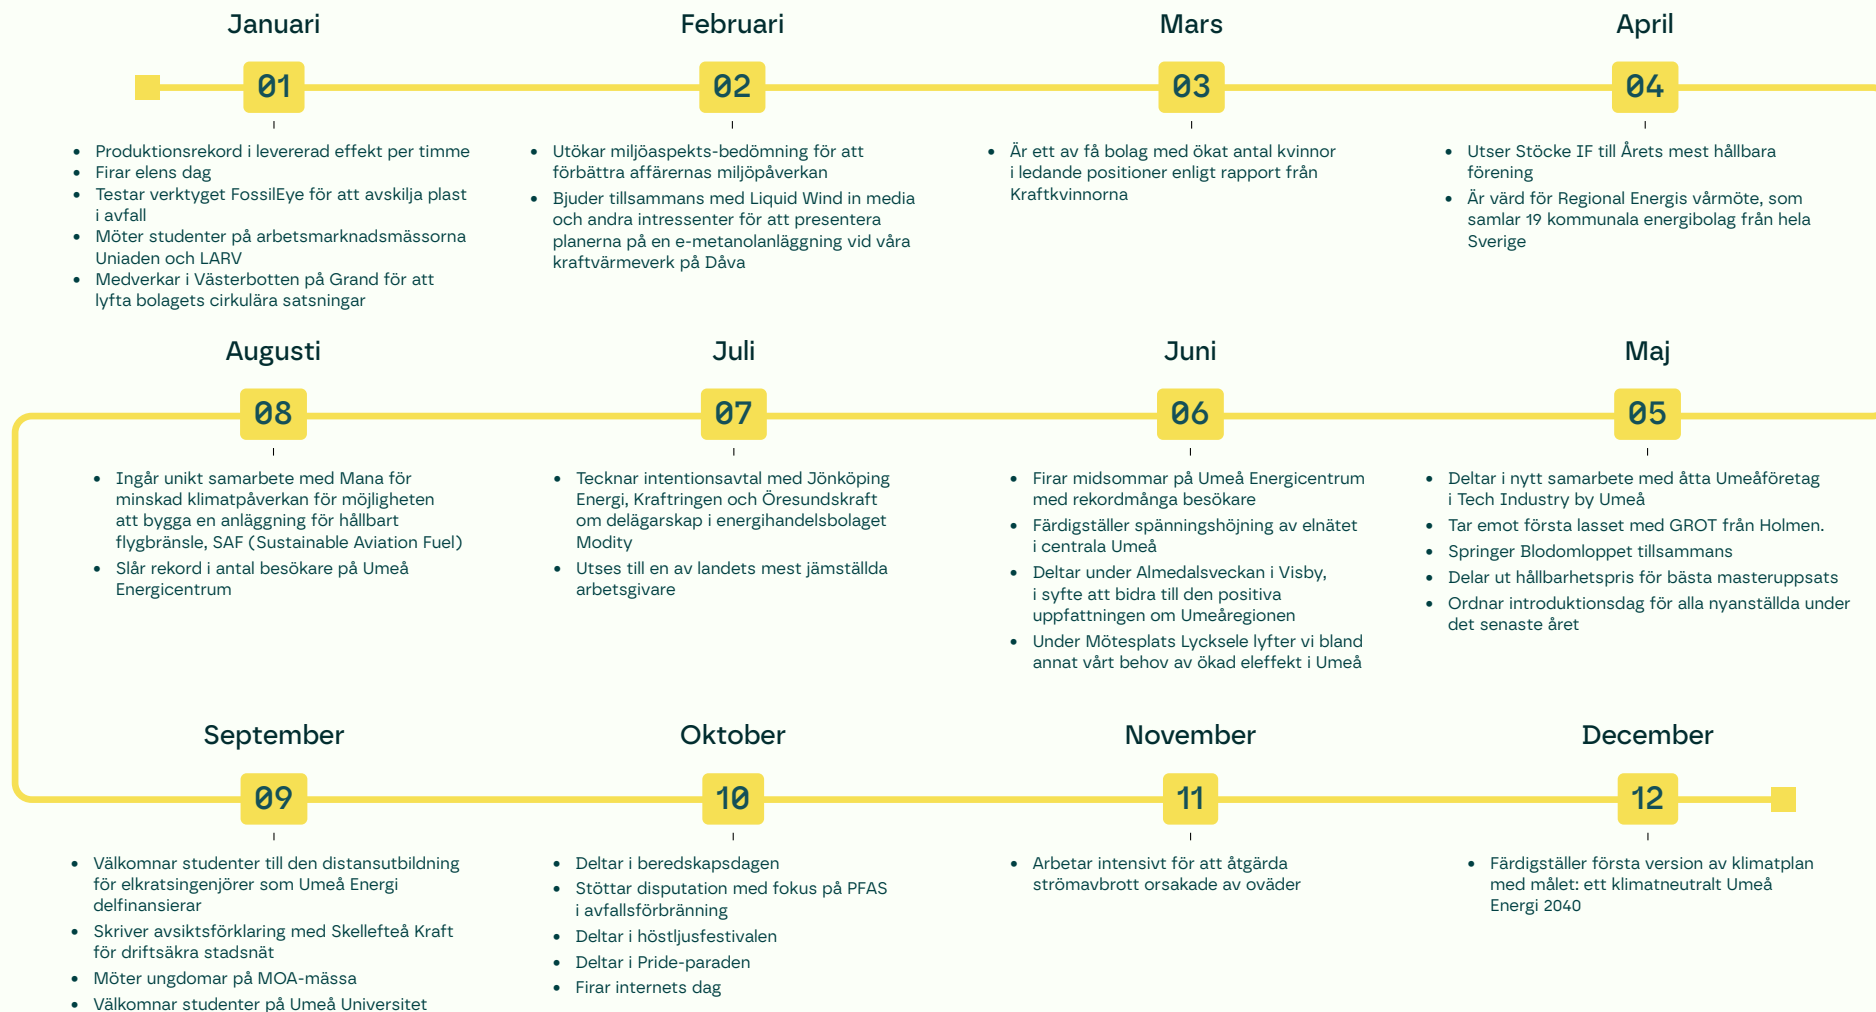 Januari
01
• Produktionsrekord i levererad effekt per timme
• Firar elens dag
• Testar verktyget FossilEye för att avskilja plast
i avfall
• Möter studenter på arbetsmarknadsmässorna
Uniaden och LARV
• Medverkar i Västerbotten på Grand för att
lyfta bolagets cirkulära satsningar
Februari
02
• Utökar miljöaspekts-bedömning för att
förbättra affärernas miljöpåverkan
• Bjuder tillsammans med Liquid Wind in media
och andra intressenter för att presentera
planerna på en e-metanolanläggning vid våra
kraftvärmeverk på Dåva
Mars
03
• Är ett av få bolag med ökat antal kvinnor
i ledande positioner enligt rapport från
Kraftkvinnorna
April
04
• Utser Stöcke IF till Årets mest hållbara
förening
• Är värd för Regional Energis vårmöte, som
samlar 19 kommunala energibolag från hela
Sverige
Maj
05
• Deltar i nytt samarbete med åtta Umeåföretag
i Tech Industry by Umeå
• Tar emot första lasset med GROT från Holmen.
• Springer Blodomloppet tillsammans
• Delar ut hållbarhetspris för bästa masteruppsats
• Ordnar introduktionsdag för alla nyanställda under
det senaste året
Juni
06
• Firar midsommar på Umeå Energicentrum
med rekordmånga besökare
• Färdigställer spänningshöjning av elnätet
i centrala Umeå
• Deltar under Almedalsveckan i Visby,
i syfte att bidra till den positiva
uppfattningen om Umeåregionen
• Under Mötesplats Lycksele lyfter vi bland
annat vårt behov av ökad eleffekt i Umeå
Juli
07
• Tecknar intentionsavtal med Jönköping
Energi, Kraftringen och Öresundskraft
om delägarskap i energihandelsbolaget
Modity
• Utses till en av landets mest jämställda
arbetsgivare
Augusti
08
• Ingår unikt samarbete med Mana för
minskad klimatpåverkan för möjligheten
att bygga en anläggning för hållbart
flygbränsle, SAF (Sustainable Aviation Fuel)
• Slår rekord i antal besökare på Umeå
Energicentrum
September
09
• Välkomnar studenter till den distansutbildning
för elkratsingenjörer som Umeå Energi
delfinansierar
• Skriver avsiktsförklaring med Skellefteå Kraft
för driftsäkra stadsnät
• Möter ungdomar på MOA-mässa
• Välkomnar studenter på Umeå Universitet
Oktober
10
• Deltar i beredskapsdagen
• Stöttar disputation med fokus på PFAS
i avfallsförbränning
• Deltar i höstljusfestivalen
• Deltar i Pride-paraden
• Firar internets dag
November
11
• Arbetar intensivt för att åtgärda
strömavbrott orsakade av oväder
December
12
• Färdigställer första version av klimatplan
med målet: ett klimatneutralt Umeå
Energi 2040